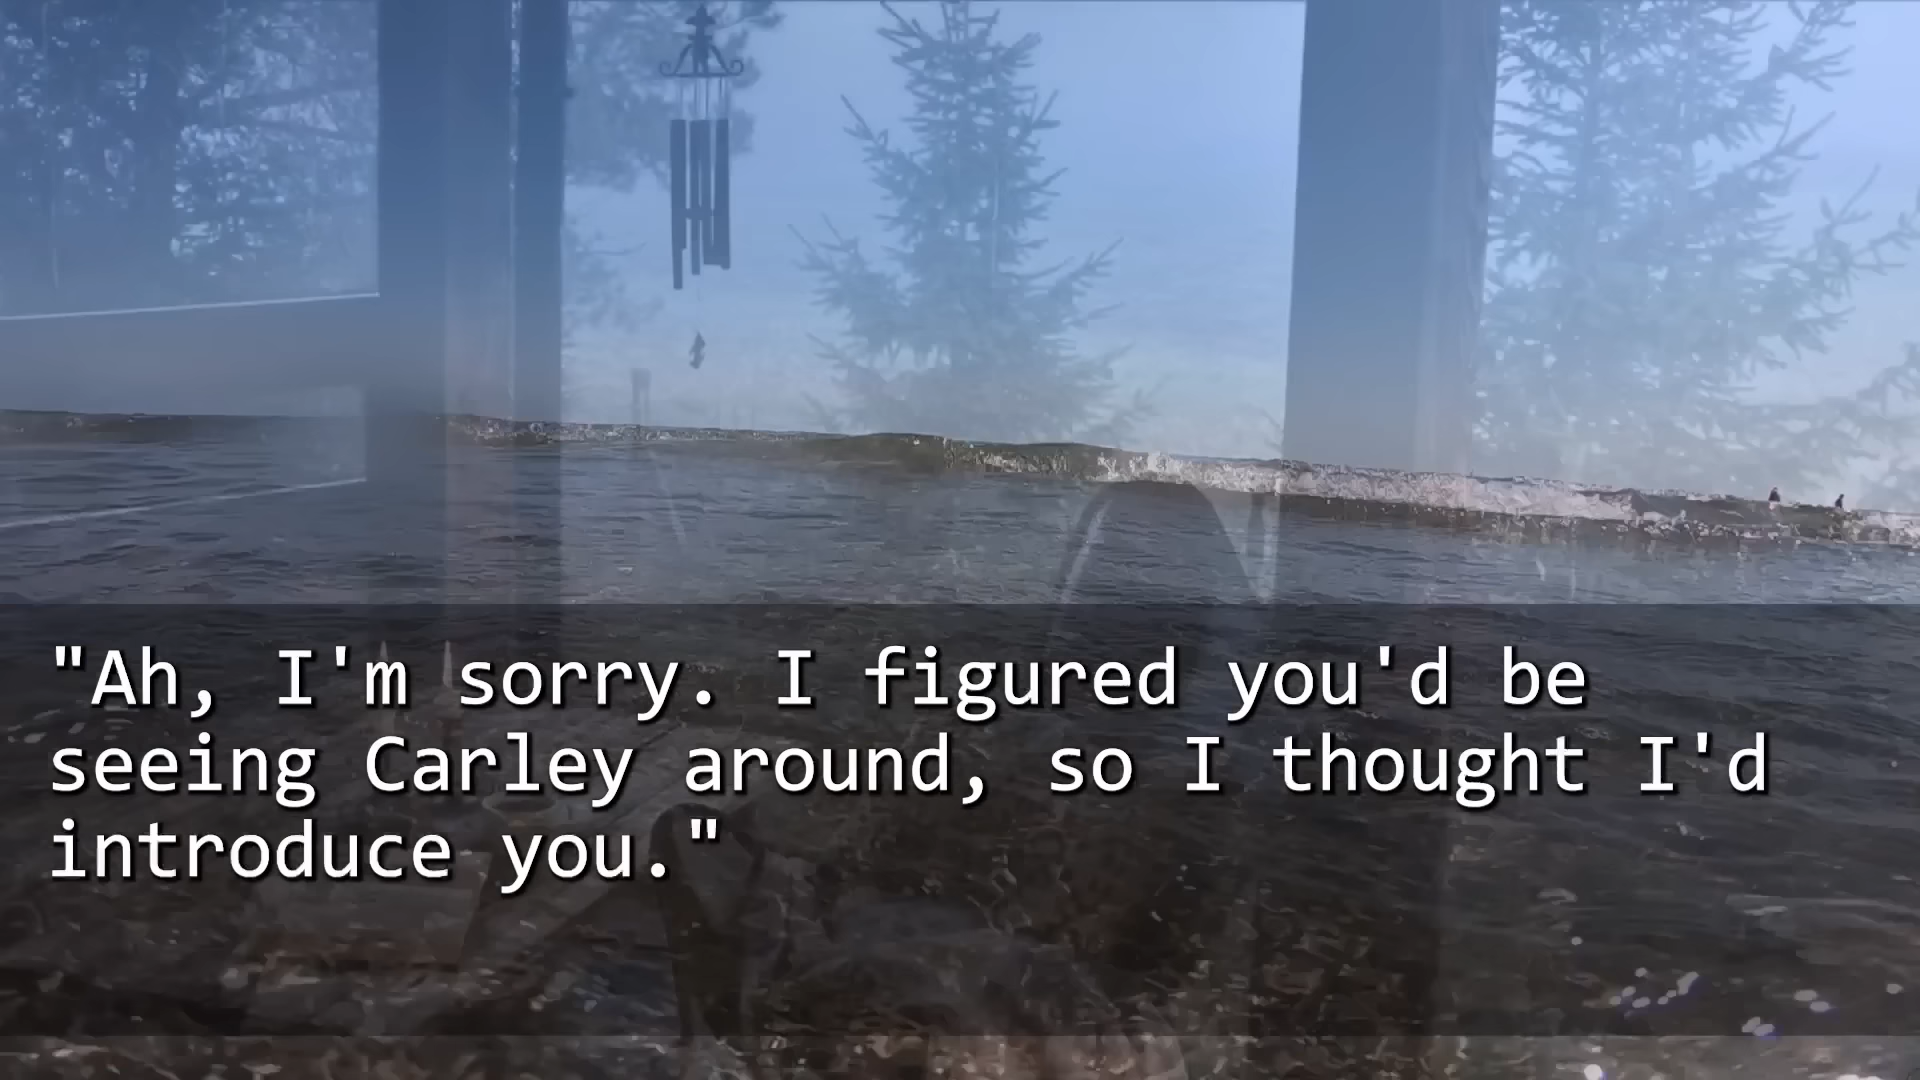 "Ah, I'm sorry. I figured you'd be
seeing Carley around, so I thought I'd
introduce you."